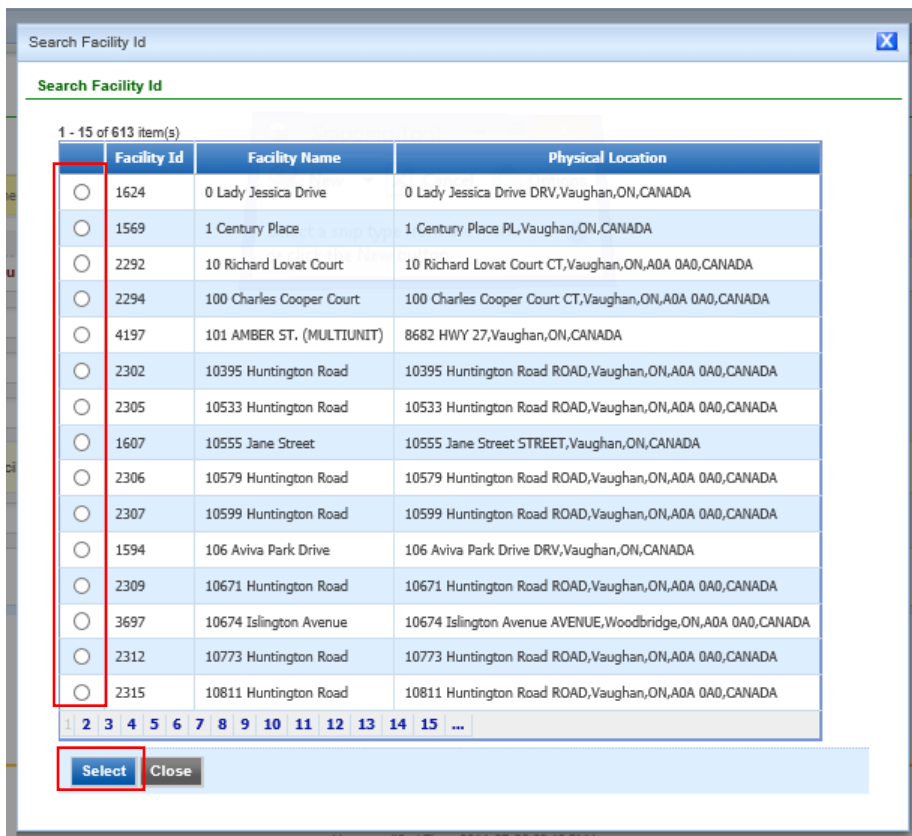 Search Facility Id X
Search Facility Id
1 - 15 of 613 item(s)
Facility Id Facility Name Physical Location
1624 0 Lady Jessica Drive 0 Lady Jessica Drive DRV,Vaughan,ON,CANADA
1569 1 Century Place 1 Century Place PL,Vaughan,ON,CANADA
2292 10 Richard Lovat Court 10 Richard Lovat Court CT,Vaughan,ON,A0A 0A0,CANADA
2294 100 Charles Cooper Court 100 Charles Cooper Court CT,Vaughan,ON,A0A 0A0,CANADA
4197 101 AMBER ST. (MULTIUNIT) 8682 HWY 27,Vaughan,ON,CANADA
2302 10395 Huntington Road 10395 Huntington Road ROAD,Vaughan,ON,A0A 0A0,CANADA
2305 10533 Huntington Road 10533 Huntington Road ROAD,Vaughan,ON,A0A 0A0,CANADA
1607 10555 Jane Street 10555 Jane Street STREET,Vaughan,ON,CANADA
2306 10579 Huntington Road 10579 Huntington Road ROAD,Vaughan,ON,A0A 0A0,CANADA
2307 10599 Huntington Road 10599 Huntington Road ROAD,Vaughan,ON,A0A 0A0,CANADA
1594 106 Aviva Park Drive 106 Aviva Park Drive DRV,Vaughan,ON,CANADA
2309 10671 Huntington Road 10671 Huntington Road ROAD,Vaughan,ON,A0A 0A0,CANADA
3697 10674 Islington Avenue 10674 Islington Avenue AVENUE,Woodbridge,ON,A0A 0A0,CANADA
2312 10773 Huntington Road 10773 Huntington Road ROAD,Vaughan,ON,A0A 0A0,CANADA
2315 10811 Huntington Road 10811 Huntington Road ROAD,Vaughan,ON,A0A 0A0,CANADA
1 2 3 4 5 6 7 8 9 10 11 12 13 14 15 ...
Select Close